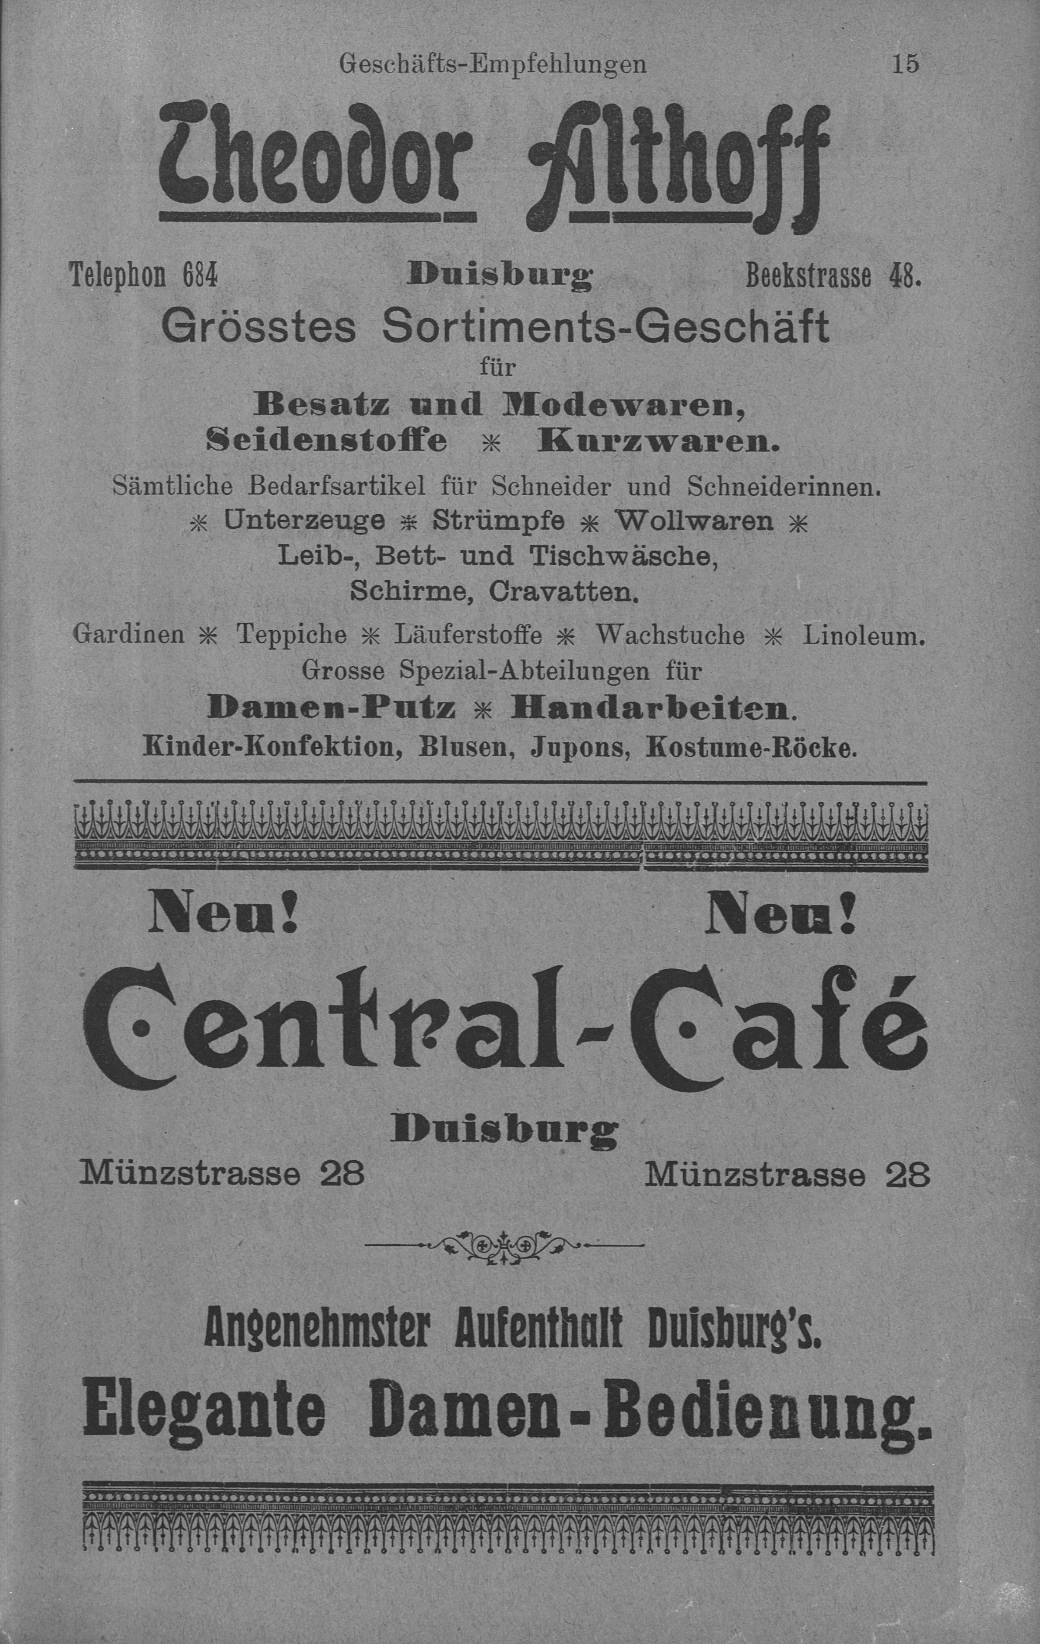 Geschäfts-Empfehlungen 15
Theodor Althoff
Telephon 684 Duisburg Beekstrasse 48.
Grösstes Sortiments-Geschäft
für
Besatz und Modewaren,
Seidenstoffe ✳ Kurzwaren.
Sämtliche Bedarfsartikel für Schneider und Schneiderinnen.
✳ Unterzeuge ✳ Strümpfe ✳ Wollwaren ✳
Leib-, Bett- und Tischwäsche,
Schirme, Cravatten.
Gardinen ✳ Teppiche ✳ Läuferstoffe ✳ Wachstuche ✳ Linoleum.
Grosse Spezial-Abteilungen für
Damen-Putz ✳ Handarbeiten.
Kinder-Konfektion, Blusen, Jupons, Kostume-Röcke.
Neu! Neu!
Central-Café
Duisburg
Münzstrasse 28 Münzstrasse 28
Angenehmster Aufenthalt Duisburg's.
Elegante Damen-Bedienung.